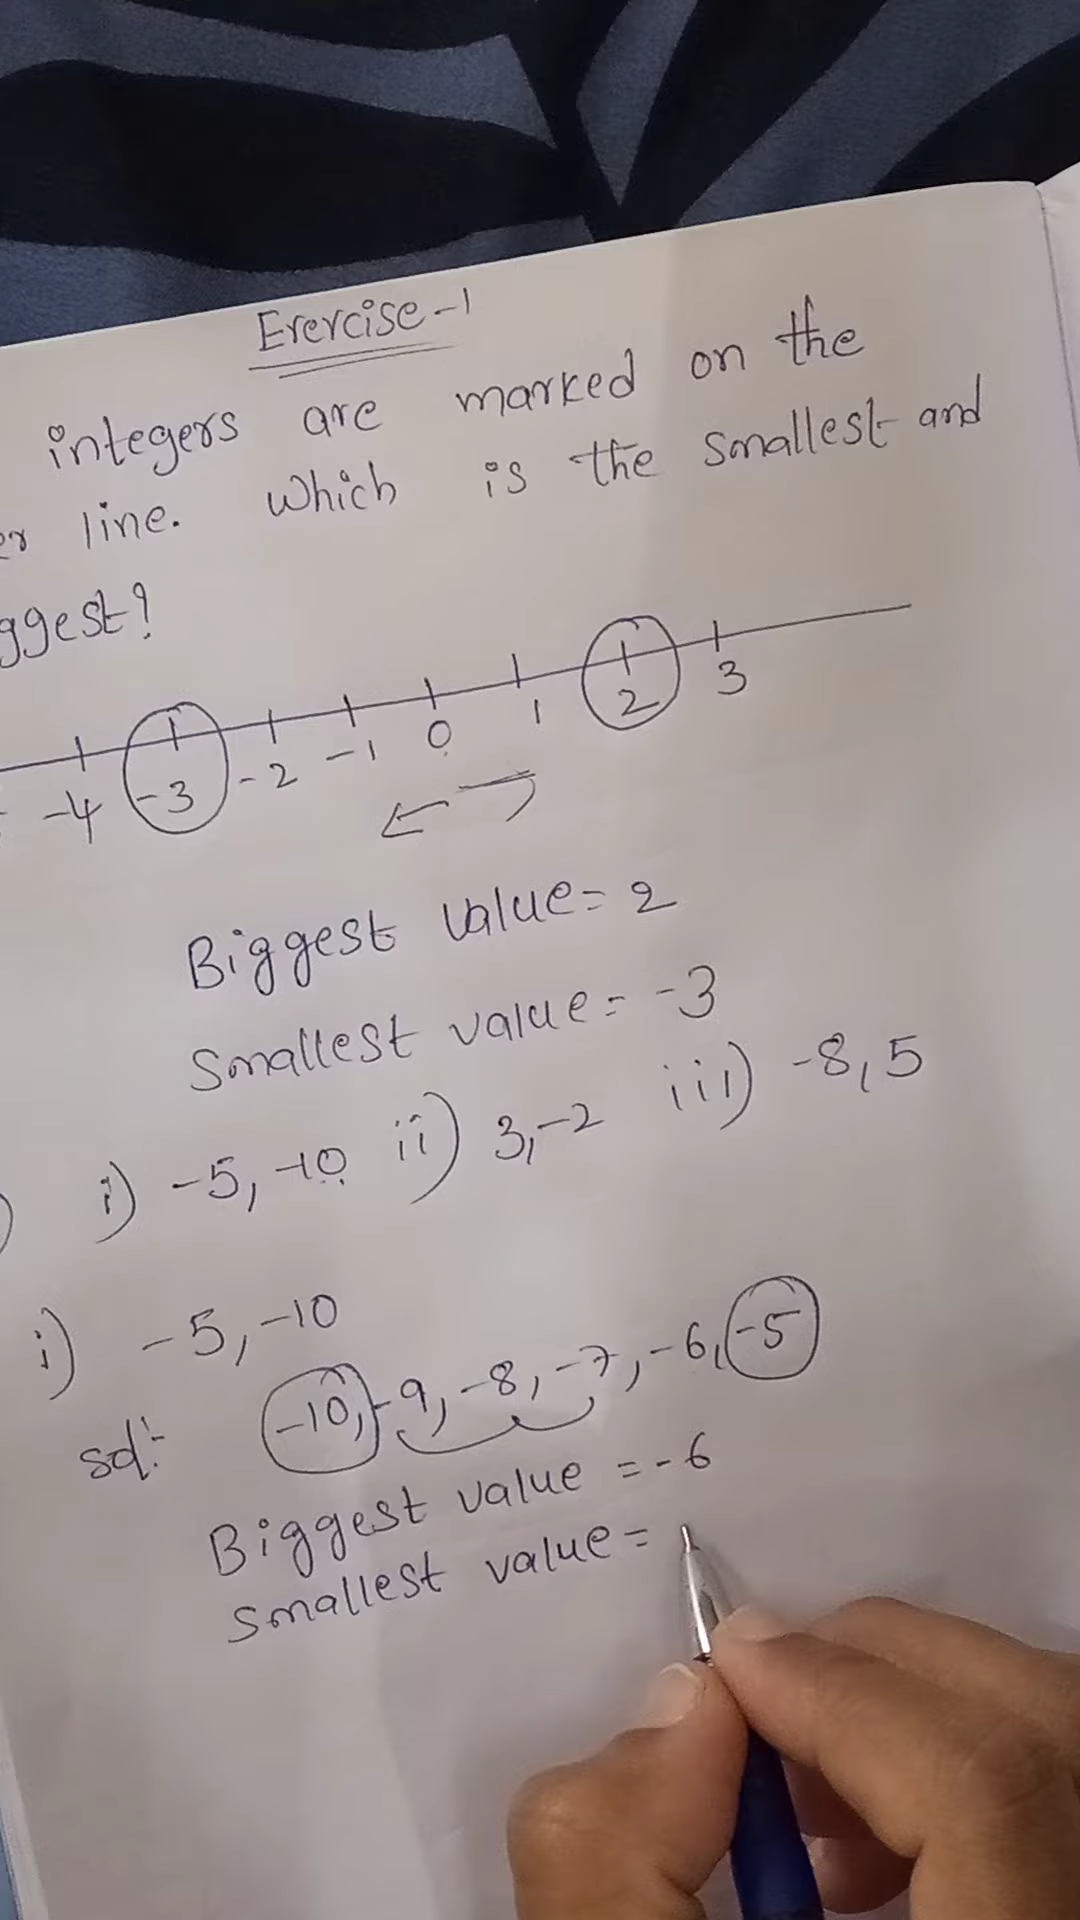 Exercise-1
integers are marked on the
er line. Which is the smallest and
ggest?
-4 -3 -2 -1 0 1 2 3
Biggest value= 2
Smallest value= -3
i) -5, -10 ii) 3,-2 iii) -8,5
i) -5, -10
sol:- -10, -9, -8, -7, -6, -5
Biggest value = -6
Smallest value =